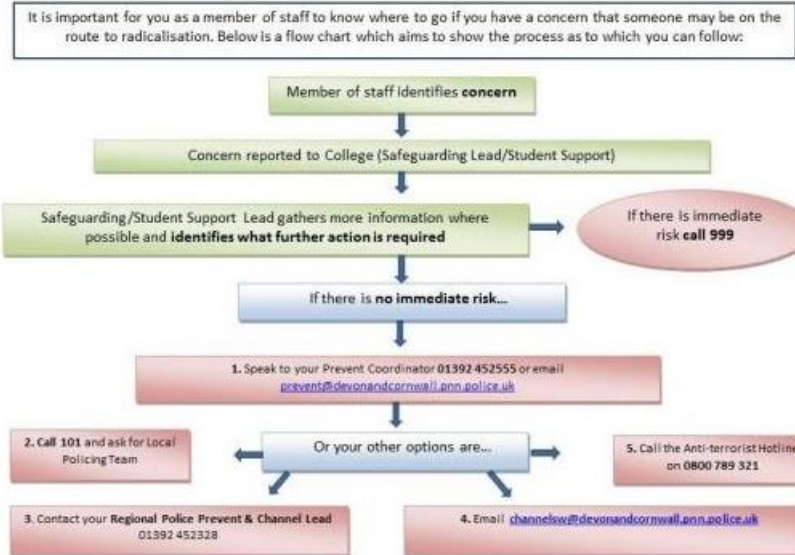 It is important for you as a member of staff to know where to go if you have a concern that someone may be on the
route to radicalisation. Below is a flow chart which aims to show the process as to which you can follow:
Member of staff identifies concern
Concern reported to College (Safeguarding Lead/Student Support)
Safeguarding/Student Support Lead gathers more information where
possible and identifies what further action is required
If there is immediate
risk call 999
If there is no immediate risk...
1. Speak to your Prevent Coordinator 01392 452555 or email
prevent@devonandcornwall.pnn.police.uk
2. Call 101 and ask for Local
Policing Team
Or your other options are...
5. Call the Anti-terrorist Hotline
on 0800 789 321
3. Contact your Regional Police Prevent & Channel Lead
01392 452328
4. Email channelsw@devonandcornwall.pnn.police.uk